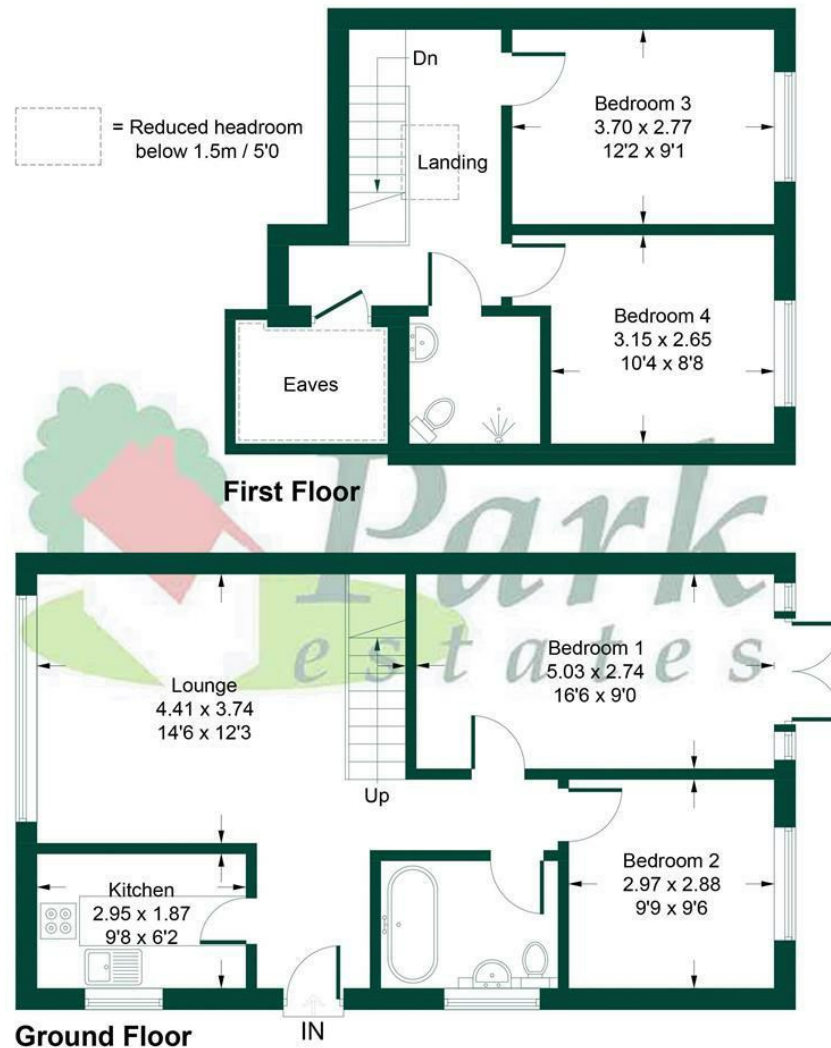 = Reduced headroom
below 1.5m / 5'0
Dn
Landing
Bedroom 3
3.70 x 2.77
12'2 x 9'1
Bedroom 4
3.15 x 2.65
10'4 x 8'8
Eaves
First Floor
Park
estates
Lounge
4.41 x 3.74
14'6 x 12'3
Up
Bedroom 1
5.03 x 2.74
16'6 x 9'0
Kitchen
2.95 x 1.87
9'8 x 6'2
Bedroom 2
2.97 x 2.88
9'9 x 9'6
IN
Ground Floor